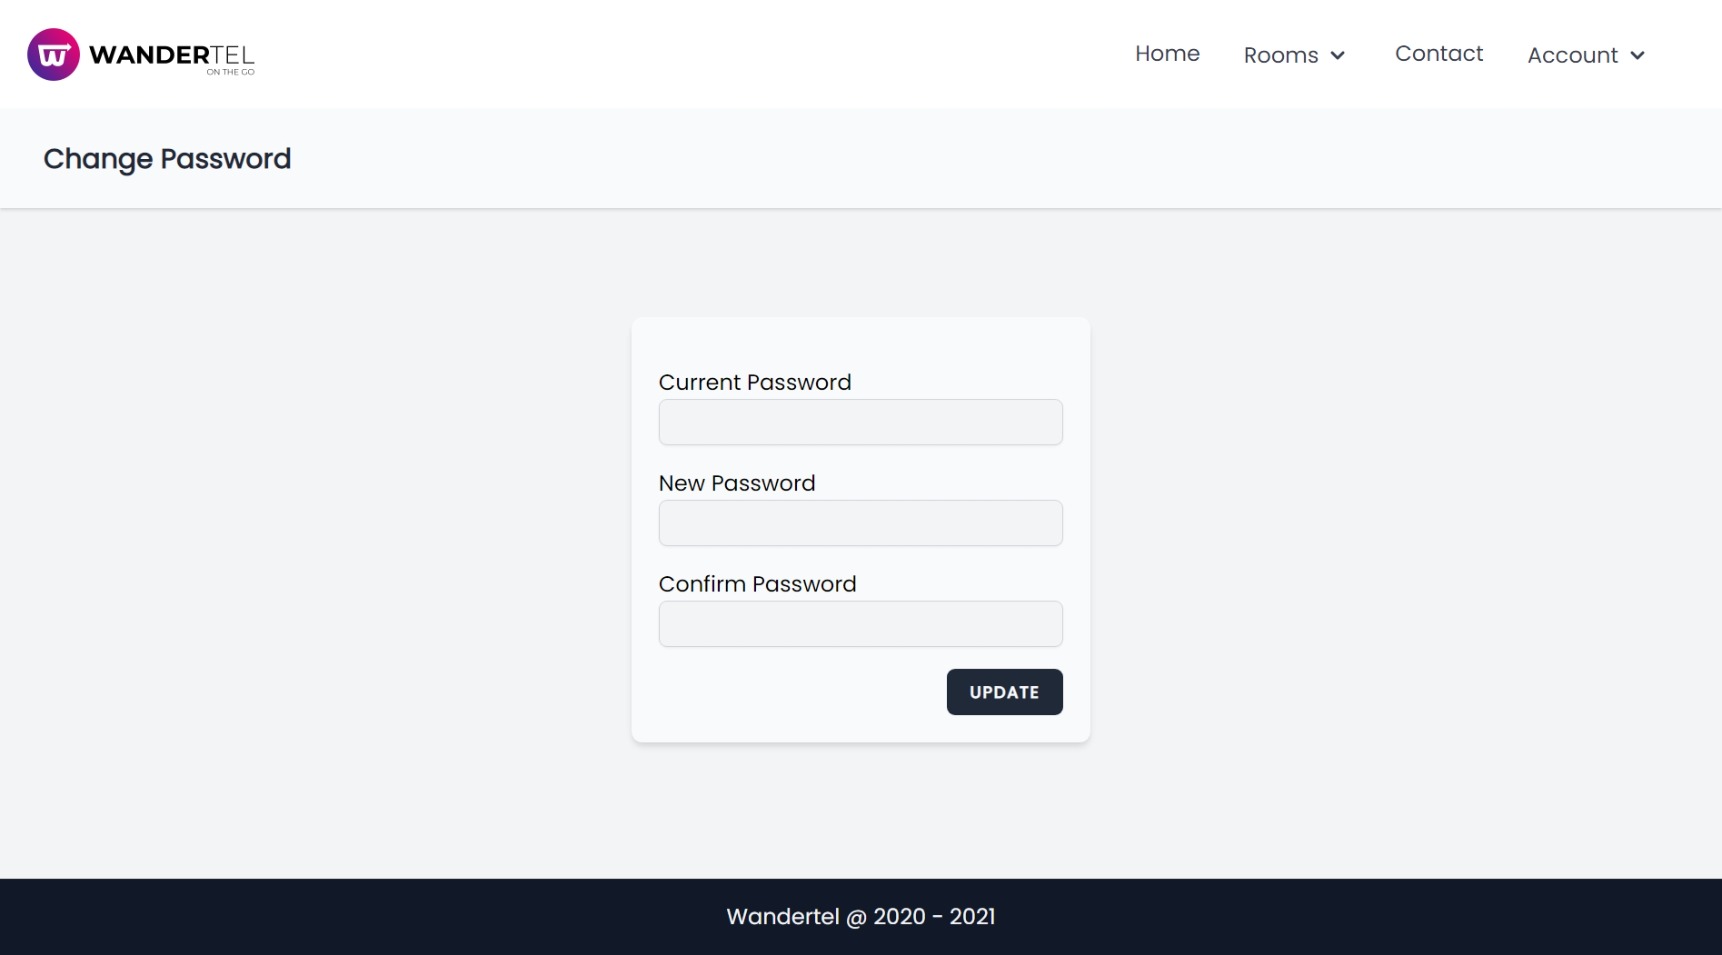 WANDERTEL
ON THE GO
Home Rooms Contact Account
Change Password
Current Password
New Password
Confirm Password
UPDATE
Wandertel @ 2020 - 2021